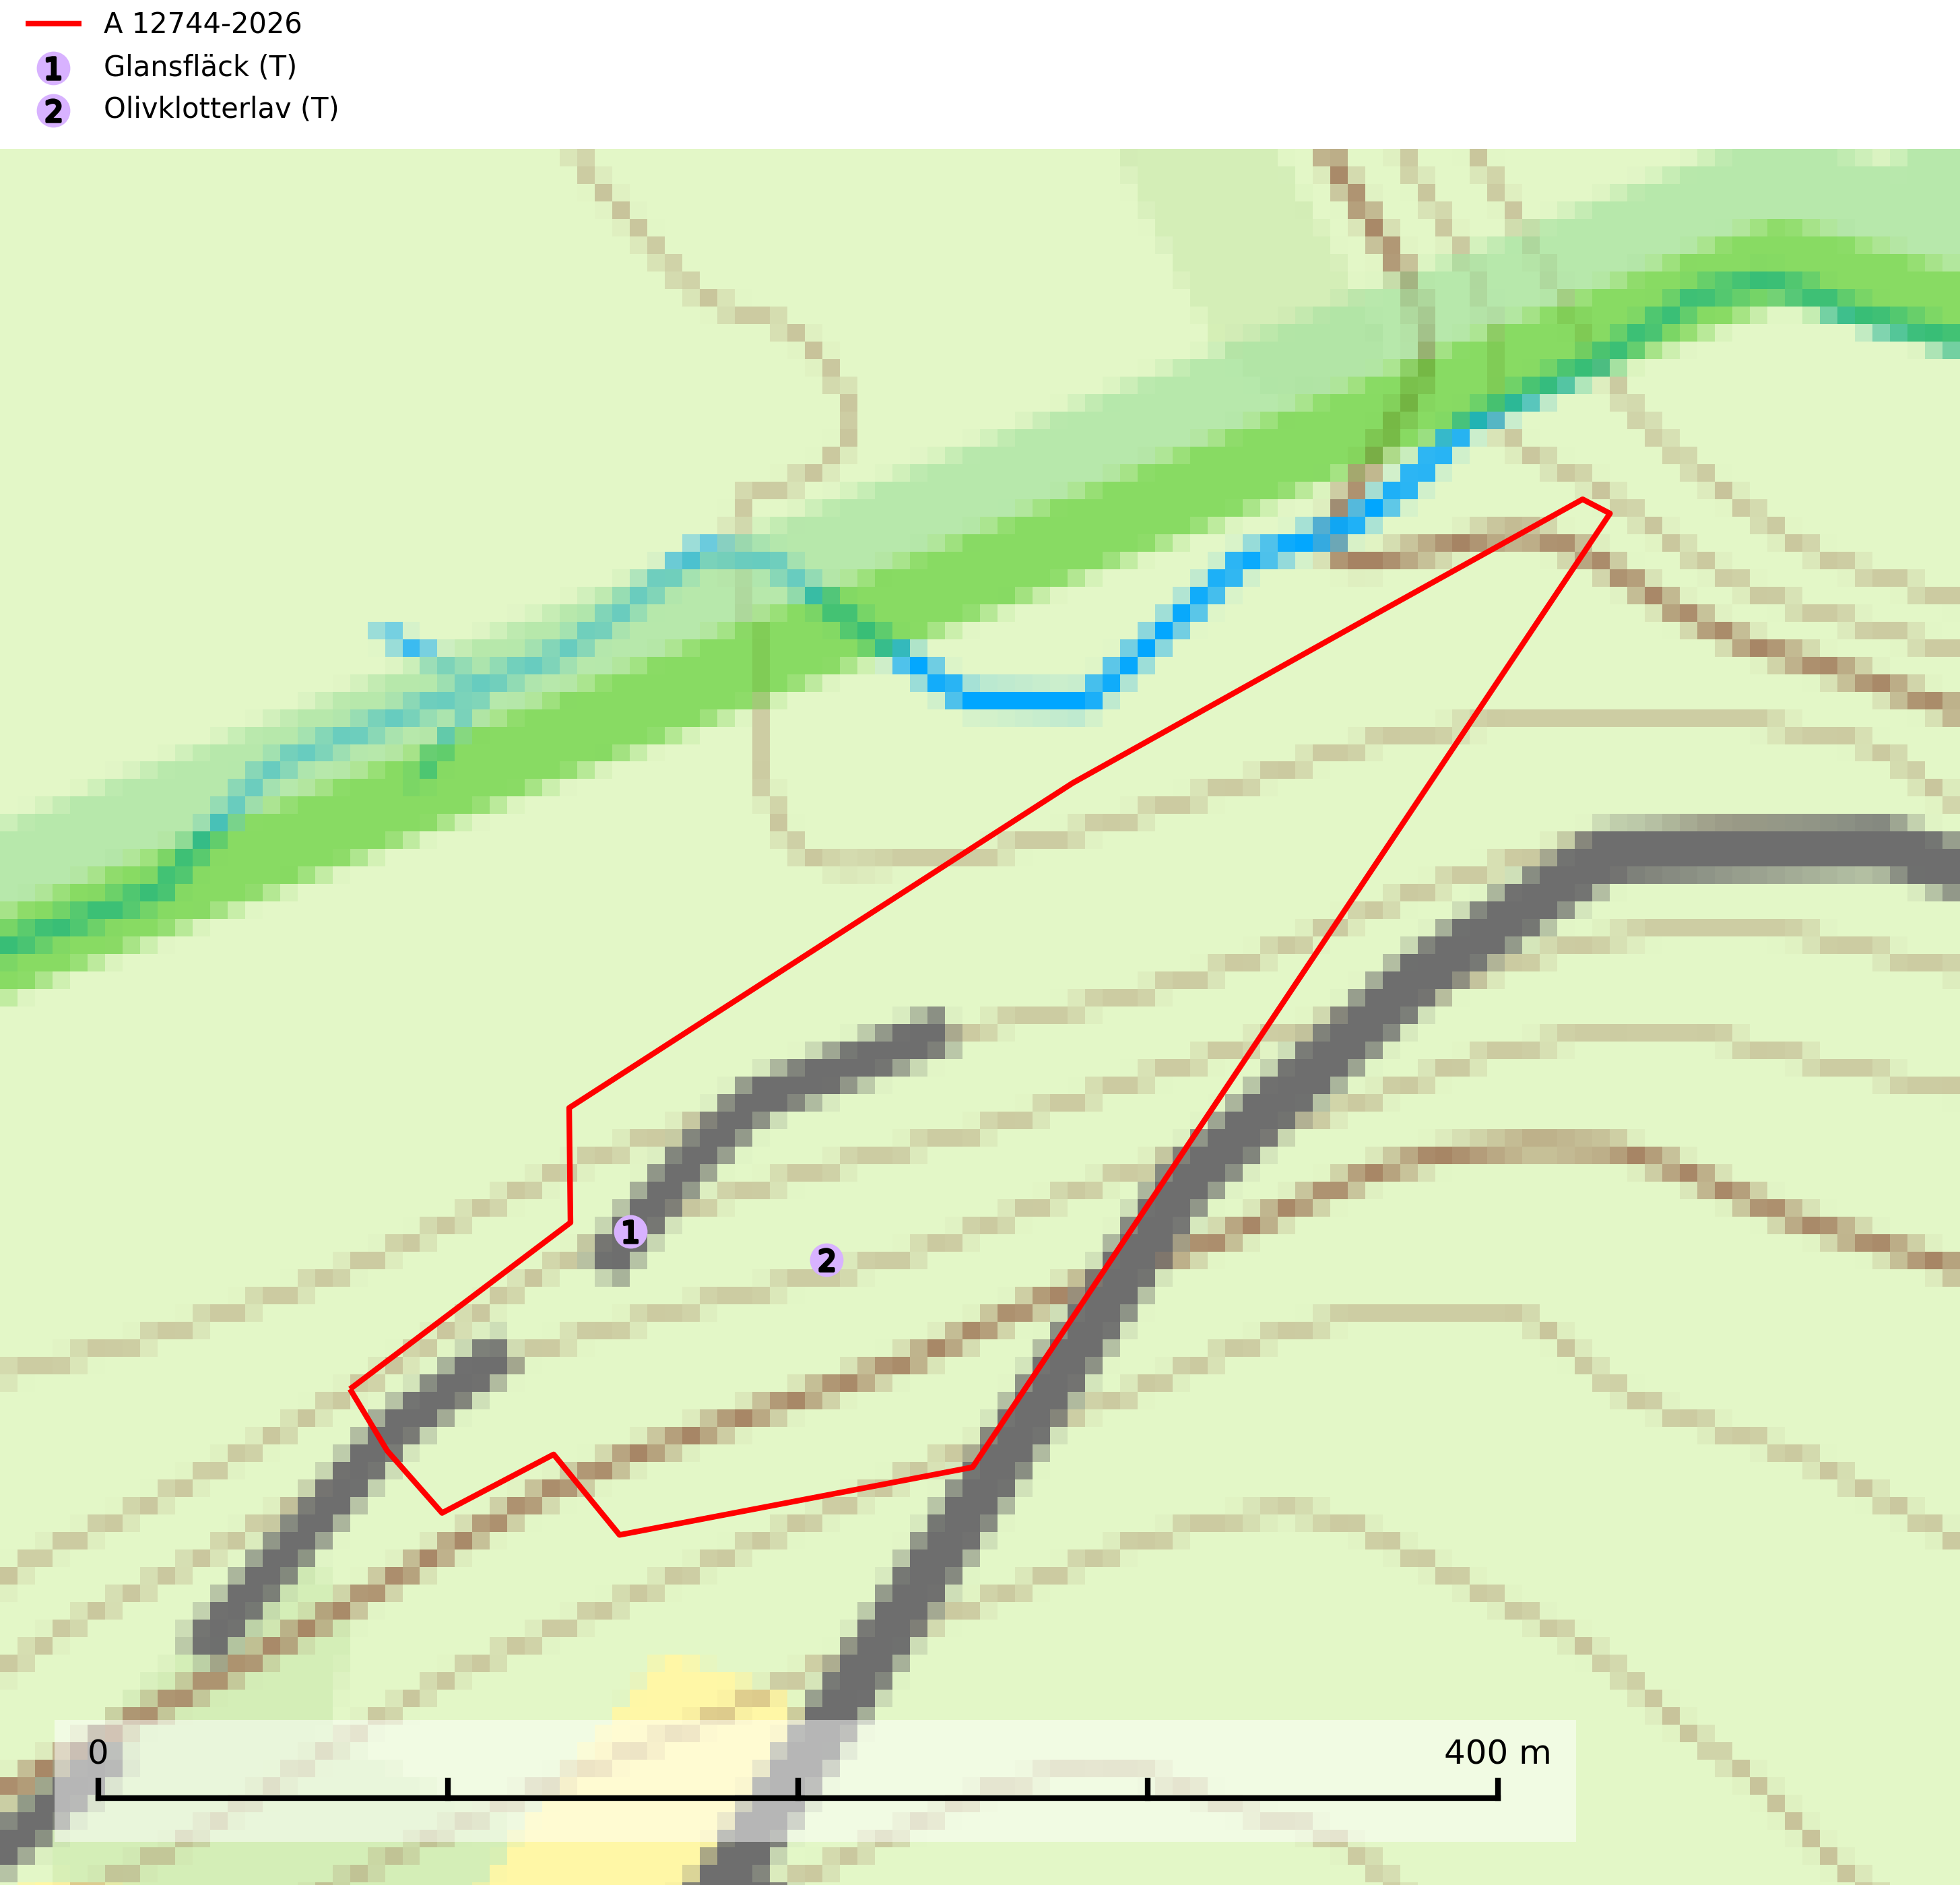 A 12744-2026
1 Glansfläck (T)
2 Olivklotterlav (T)
1
2
0 400 m